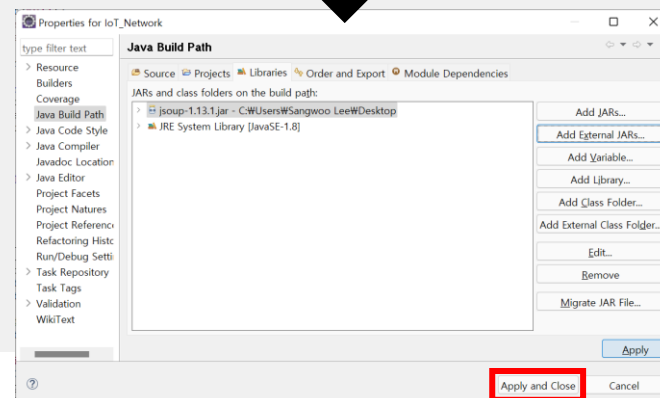 Properties for IoT_Network
type filter text
Resource
Builders
Coverage
Java Build Path
Java Code Style
Java Compiler
Javadoc Location
Java Editor
Project Facets
Project Natures
Project Referenc
Refactoring Histo
Run/Debug Setti
Task Repository
Task Tags
Validation
WikiText
Java Build Path
Source Projects Libraries Order and Export Module Dependencies
JARs and class folders on the build path:
jsoup-1.13.1.jar - C:₩Users₩Sangwoo Lee₩Desktop
JRE System Library [JavaSE-1.8]
Add JARs...
Add External JARs...
Add Variable...
Add Library...
Add Class Folder...
Add External Class Folder...
Edit...
Remove
Migrate JAR File...
Apply
Apply and Close
Cancel